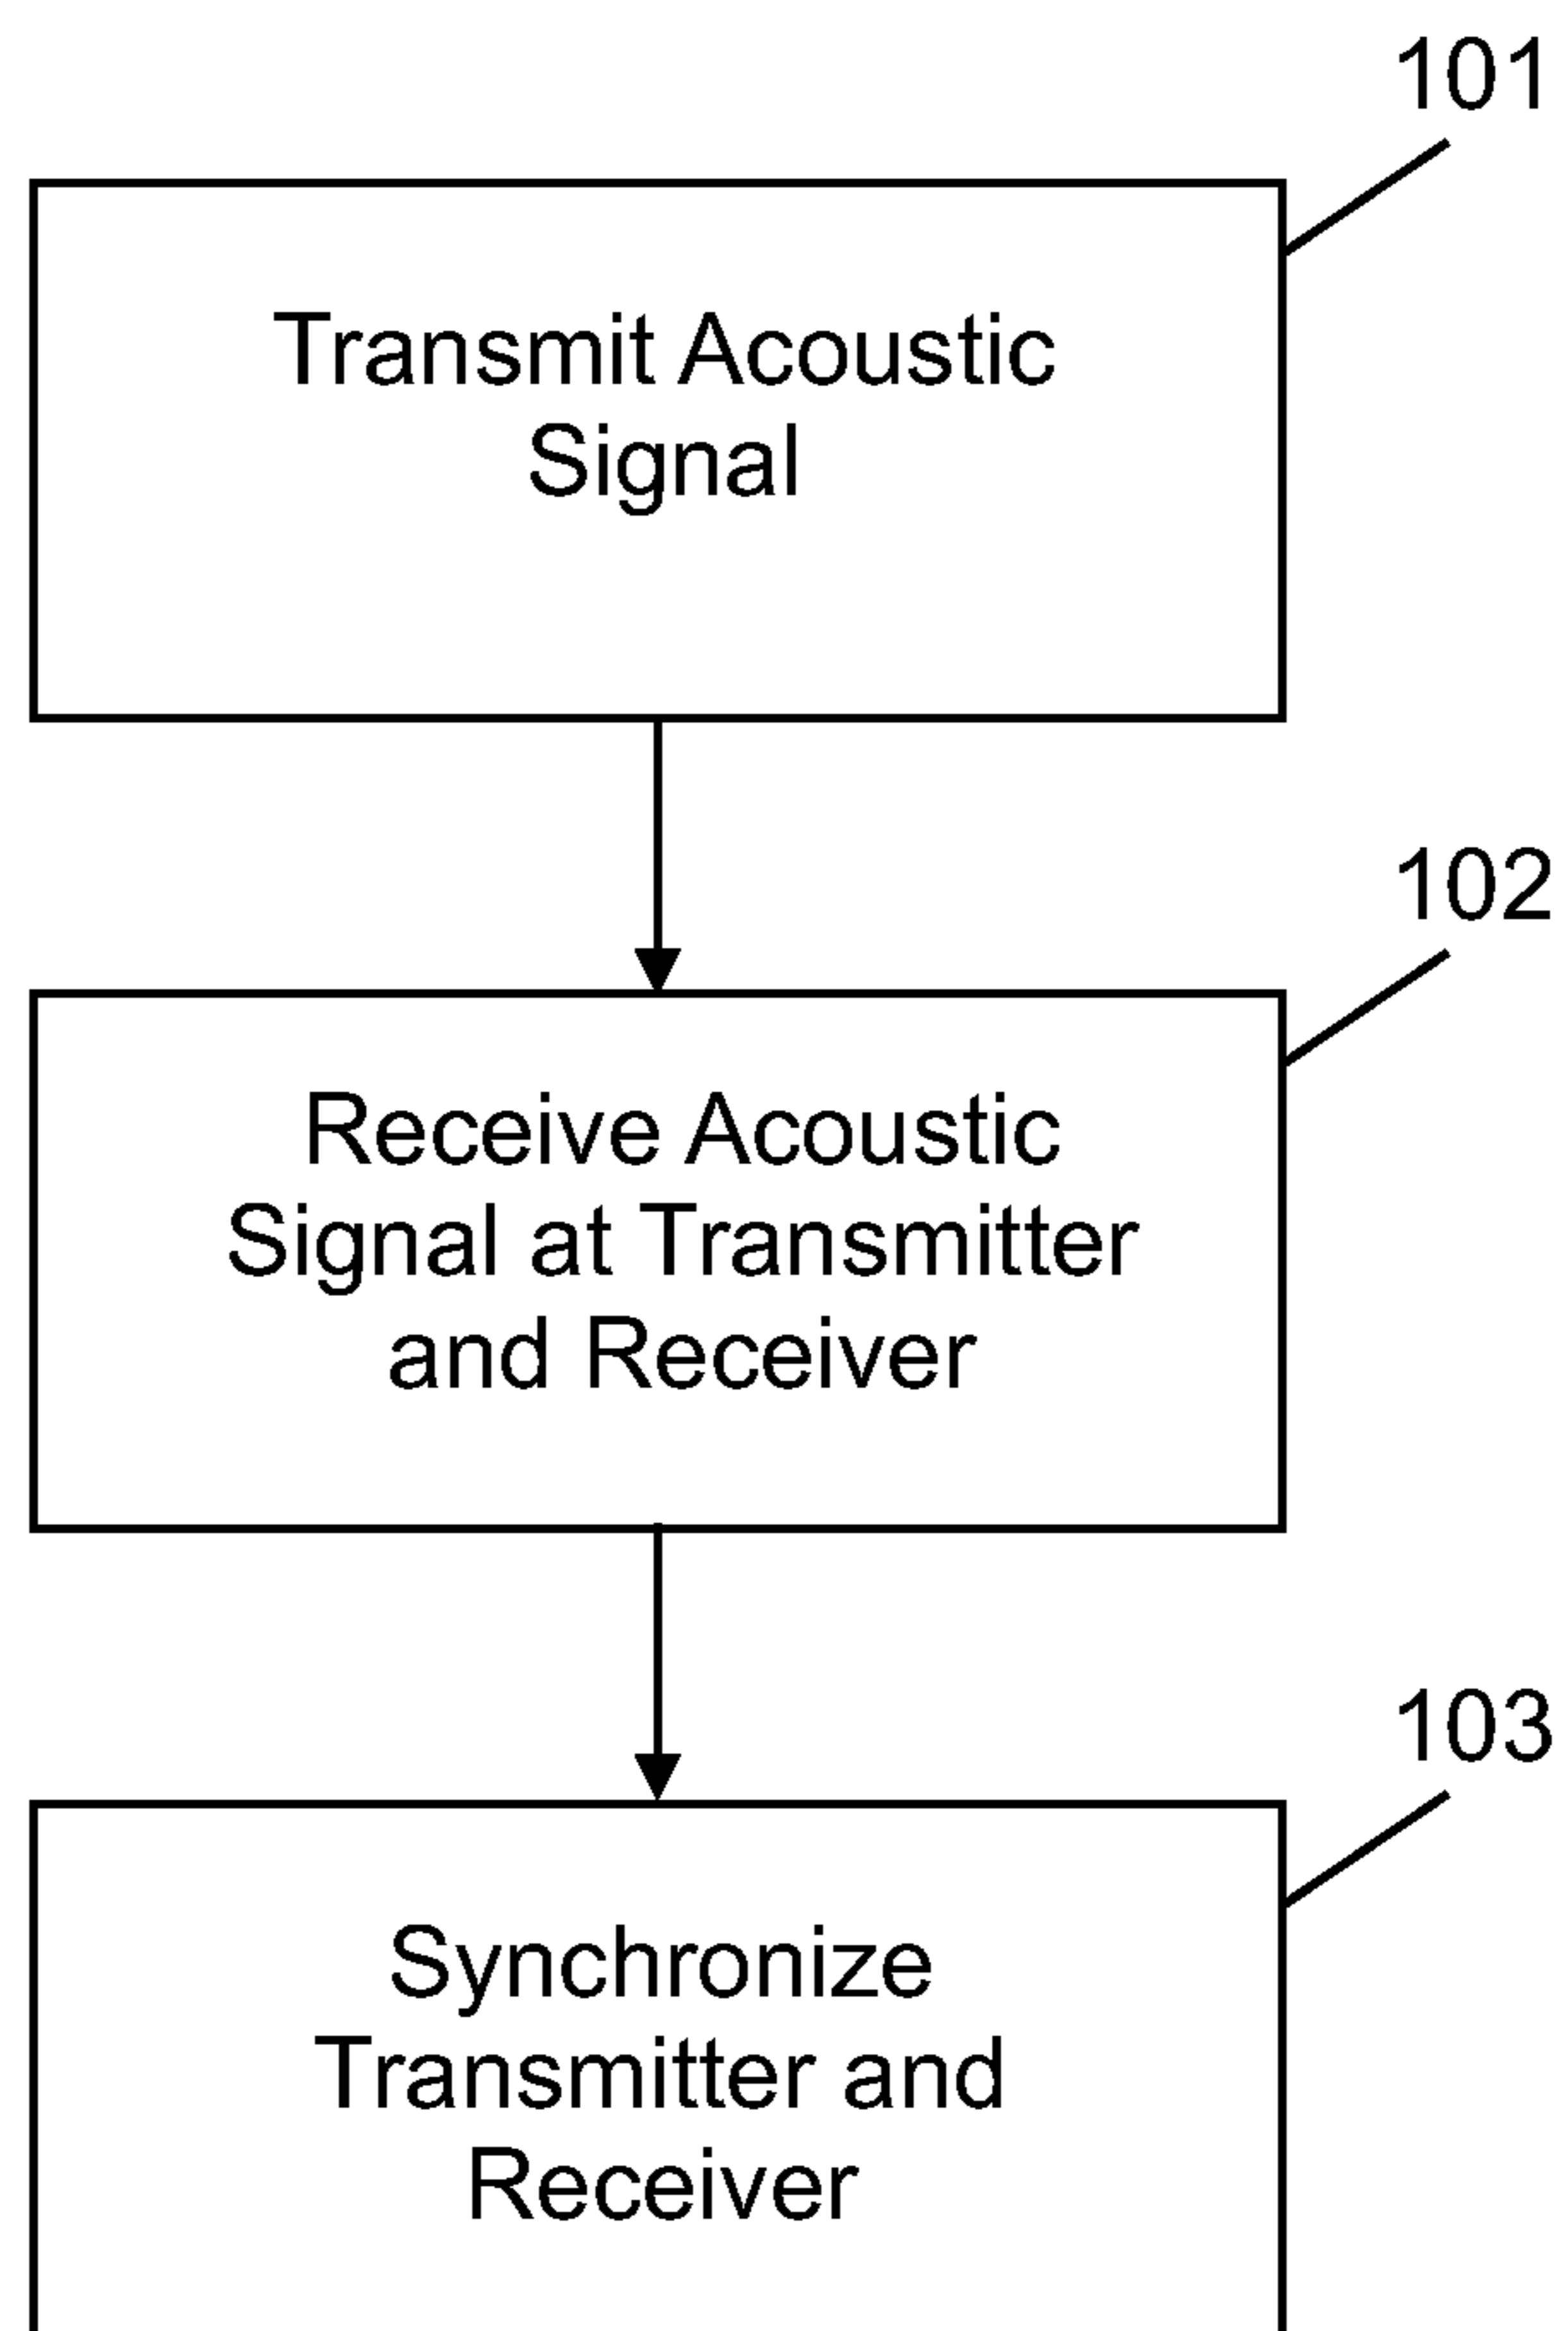 101
Transmit Acoustic
Signal
102
Receive Acoustic
Signal at Transmitter
and Receiver
103
Synchronize
Transmitter and
Receiver